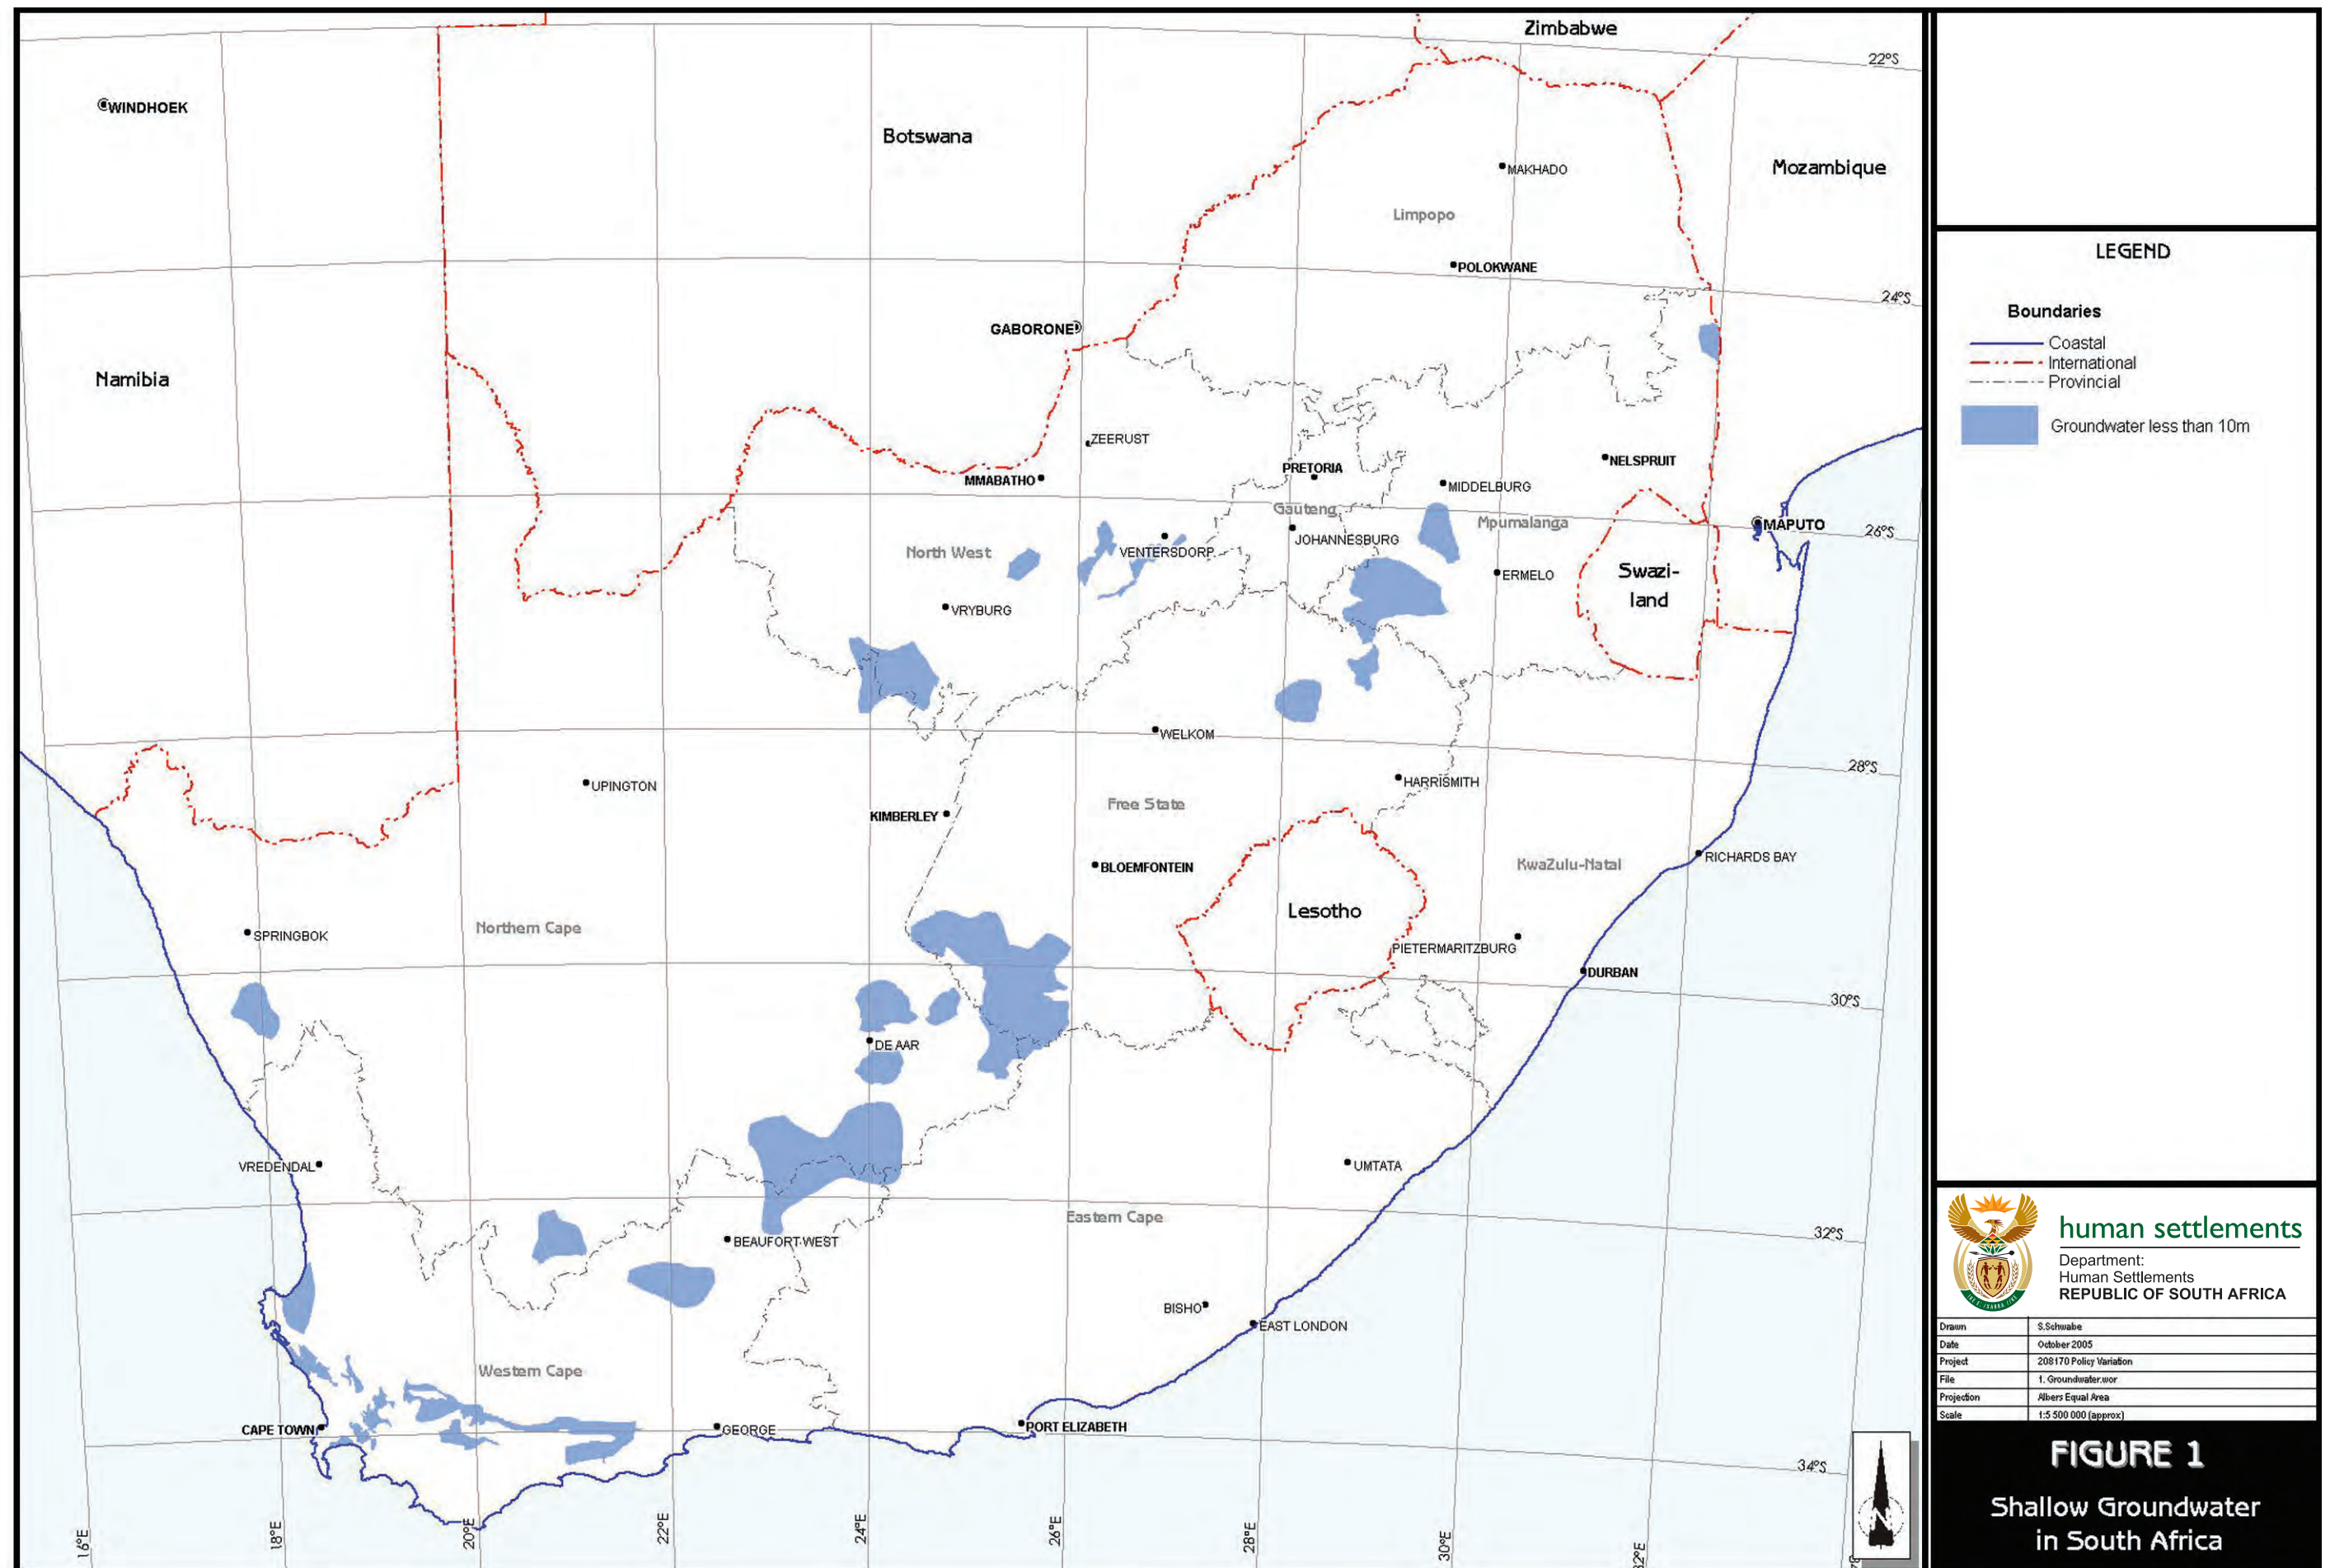 Zimbabwe
22°S
WINDHOEK
Botswana
Mozambique
MAKHADO
Limpopo
POLOKWANE
24°S
GABORONE
Namibia
ZEERUST
PRETORIA
NELSPRUIT
MMABATHO
MIDDELBURG
Gauteng
Mpumalanga
MAPUTO
26°S
JOHANNESBURG
North West
VENTERSDORP
Swazi-
land
ERMELO
VRYBURG
WELKOM
28°S
UPINGTON
HARRISMITH
Free State
KIMBERLEY
BLOEMFONTEIN
KwaZulu-Natal
RICHARDS BAY
Lesotho
Northern Cape
SPRINGBOK
PIETERMARITZBURG
DURBAN
30°S
DE AAR
VREDENDAL
UMTATA
Eastern Cape
32°S
BEAUFORT-WEST
BISHO
EAST LONDON
Western Cape
CAPE TOWN
GEORGE
PORT ELIZABETH
34°S
16°E
18°E
20°E
22°E
24°E
26°E
28°E
30°E
N
LEGEND
Boundaries
Coastal
International
Provincial
Groundwater less than 10m
human settlements
Department:
Human Settlements
REPUBLIC OF SOUTH AFRICA
Drawn S.Schwabe
Date October 2005
Project 208170 Policy Variation
File 1. Groundwater.wor
Projection Albers Equal Area
Scale 1:5 500 000 (approx)
FIGURE 1
Shallow Groundwater
in South Africa